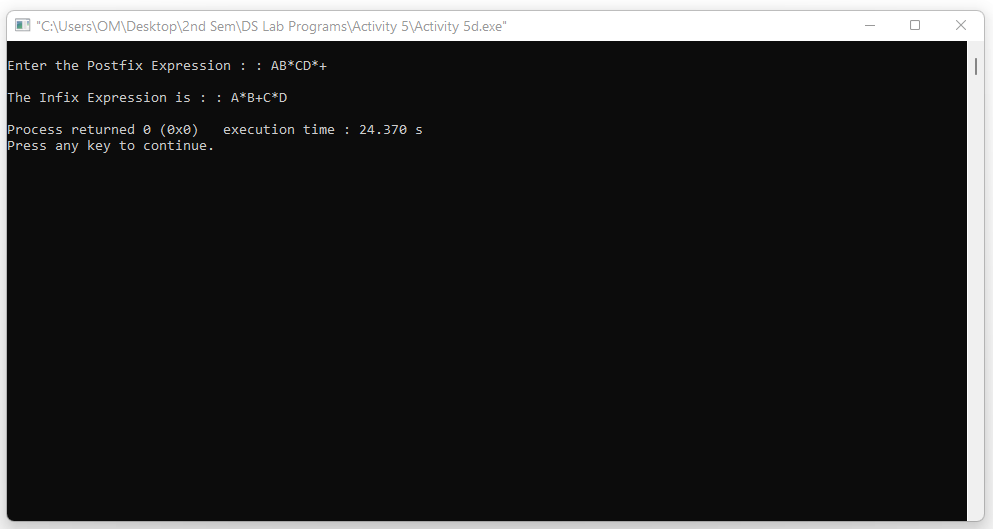 "C:\Users\OM\Desktop\2nd Sem\DS Lab Programs\Activity 5\Activity 5d.exe"
Enter the Postfix Expression : : AB*CD*+
The Infix Expression is : : A*B+C*D
Process returned 0 (0x0)   execution time : 24.370 s
Press any key to continue.